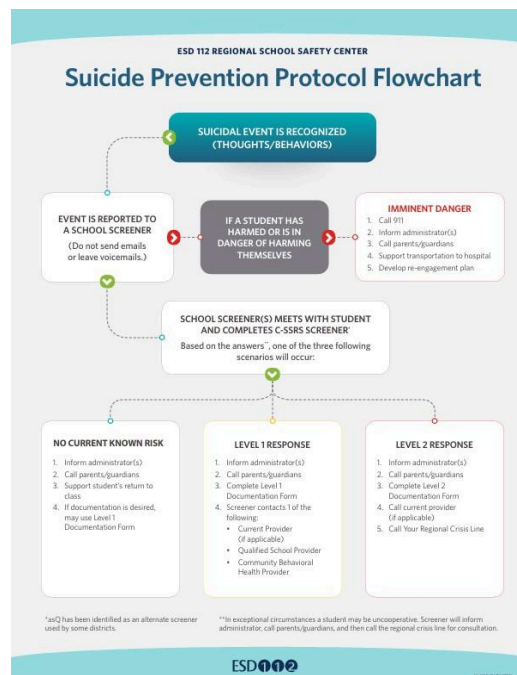 ESD 112 REGIONAL SCHOOL SAFETY CENTER
Suicide Prevention Protocol Flowchart
SUICIDAL EVENT IS RECOGNIZED
(THOUGHTS/BEHAVIORS)
EVENT IS REPORTED TO
A SCHOOL SCREENER
(Do not send emails
or leave voicemails.)
IF A STUDENT HAS
HARMED OR IS IN
DANGER OF HARMING
THEMSELVES
IMMINENT DANGER
1. Call 911
2. Inform administrator(s)
3. Call parents/guardians
4. Support transportation to hospital
5. Develop re-engagement plan
SCHOOL SCREENER(S) MEETS WITH STUDENT
AND COMPLETES C-SSRS SCREENER*
Based on the answers**, one of the three following
scenarios will occur:
NO CURRENT KNOWN RISK
1. Inform administrator(s)
2. Call parents/guardians
3. Support student's return to
class
4. If documentation is desired,
may use Level 1
Documentation Form
LEVEL 1 RESPONSE
1. Inform administrator(s)
2. Call parents/guardians
3. Complete Level 1
Documentation Form
4. Screener contacts 1 of the
following:
• Current Provider
(if applicable)
• Qualified School Provider
• Community Behavioral
Health Provider
LEVEL 2 RESPONSE
1. Inform administrator(s)
2. Call parents/guardians
3. Complete Level 2
Documentation Form
4. Call current provider
(if applicable)
5. Call Your Regional Crisis Line
*asQ has been identified as an alternate screener
used by some districts.
**In exceptional circumstances a student may be uncooperative. Screener will inform
administrator, call parents/guardians, and then call the regional crisis line for consultation.
ESD112